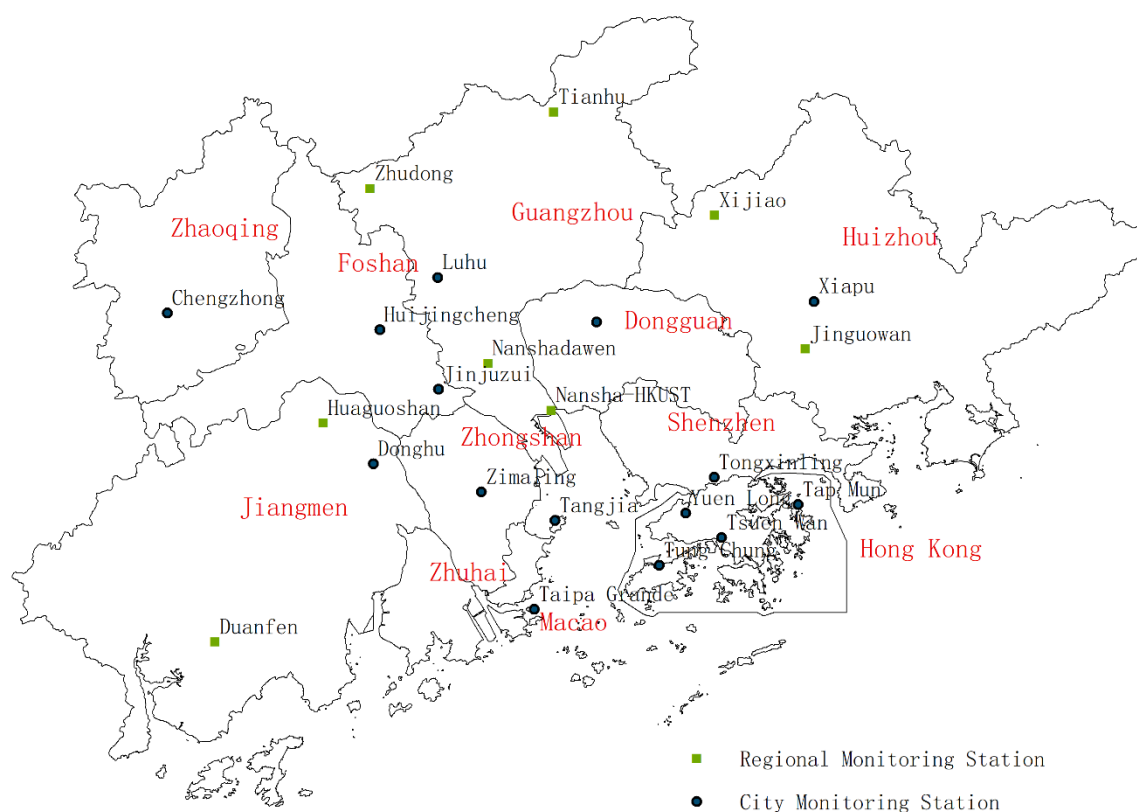 Tianhu
Zhudong
Xijiao
Guangzhou
Zhaoqing
Huizhou
Foshan
Luhu
Chengzhong
Xiapu
Huijingcheng
Dongguan
Jinguowan
Nanshadawen
Jinjuzui
Nansha-HKUST
Huaguoshan
Shenzhen
Zhongshan
Donghu
Tongxinling
ZimaPing
Tap Mun
Yuen Long
Jiangmen
Tangjia
Tsuen Wan
Hong Kong
Tung Chung
Zhuhai
Taipa Grande
Macao
Duanfen
Regional Monitoring Station
City Monitoring Station